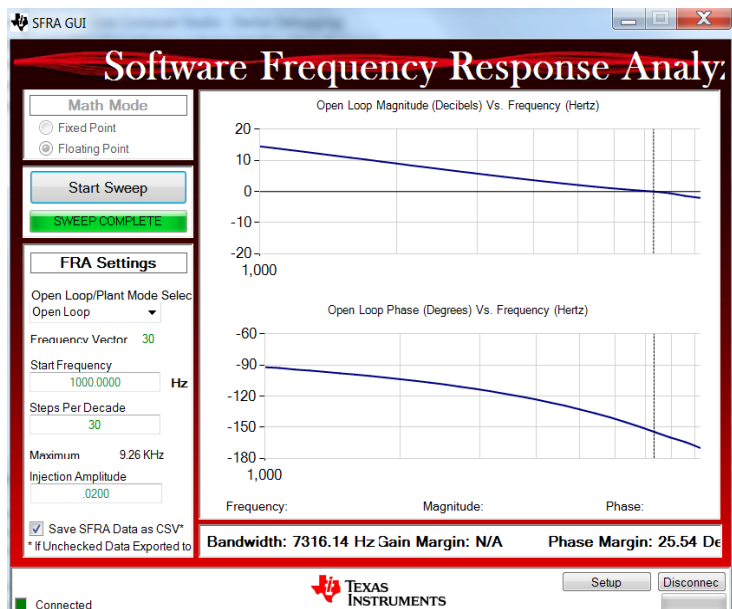 SFRA GUI
Software Frequency Response Analyz
Math Mode
Fixed Point
Floating Point
Start Sweep
SWEEP COMPLETE
FRA Settings
Open Loop/Plant Mode Selec
Open Loop
Frequency Vector 30
Start Frequency
1000.0000 Hz
Steps Per Decade
30
Maximum 9.26 KHz
Injection Amplitude
.0200
Save SFRA Data as CSV*
* If Unchecked Data Exported to
Open Loop Magnitude (Decibels) Vs. Frequency (Hertz)
20
10
0
-10
-20
1,000
Open Loop Phase (Degrees) Vs. Frequency (Hertz)
-60
-90
-120
-150
-180
1,000
Frequency: Magnitude: Phase:
Bandwidth: 7316.14 Hz Gain Margin: N/A Phase Margin: 25.54 De
Connected
TEXAS
INSTRUMENTS
Setup
Disconnec